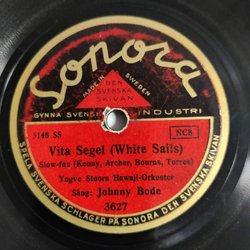 Sonora
MADE IN SWEDEN
DEN
SVENSKA
SKIVAN
GYNNA SVENSK INDUSTRI
5148 SS
NCB
Vita Segel (White Sails)
Slow-fox (Kenny, Archer, Bourns, Torres)
Yngve Stoors Hawaji-Orkester
Sång: Johnny Bode
3627
SPELA SVENSKA SCHLAGER PÅ SONORA DEN SVENSKA SKIVAN